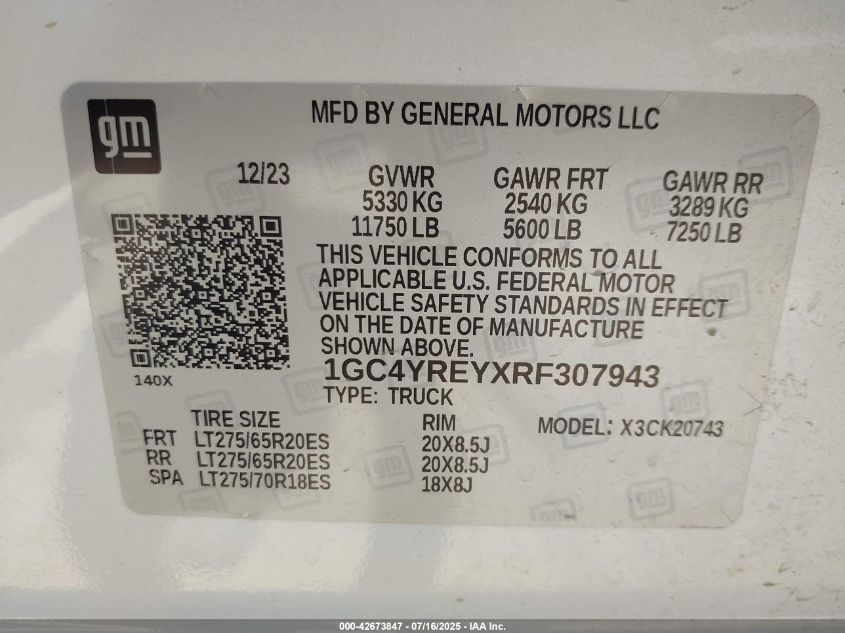 gm
MFD BY GENERAL MOTORS LLC
12/23 GVWR GAWR FRT GAWR RR
5330 KG 2540 KG 3289 KG
11750 LB 5600 LB 7250 LB
THIS VEHICLE CONFORMS TO ALL
APPLICABLE U.S. FEDERAL MOTOR
VEHICLE SAFETY STANDARDS IN EFFECT
ON THE DATE OF MANUFACTURE
SHOWN ABOVE.
1GC4YREYXRF307943
140X
TYPE: TRUCK
TIRE SIZE RIM MODEL: X3CK20743
FRT LT275/65R20ES 20X8.5J
RR LT275/65R20ES 20X8.5J
SPA LT275/70R18ES 18X8J
000-42673847 / 07/16/2025 - IAA Inc.